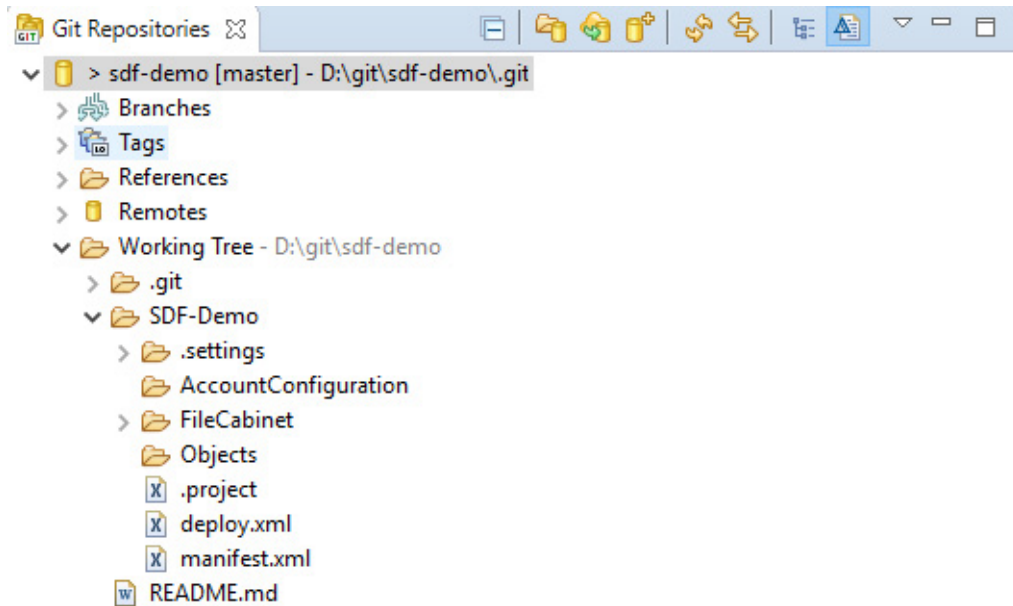 GIT Git Repositories
> sdf-demo [master] - D:\git\sdf-demo\.git
Branches
Tags
References
Remotes
Working Tree - D:\git\sdf-demo
.git
SDF-Demo
.settings
AccountConfiguration
FileCabinet
Objects
.project
deploy.xml
manifest.xml
README.md